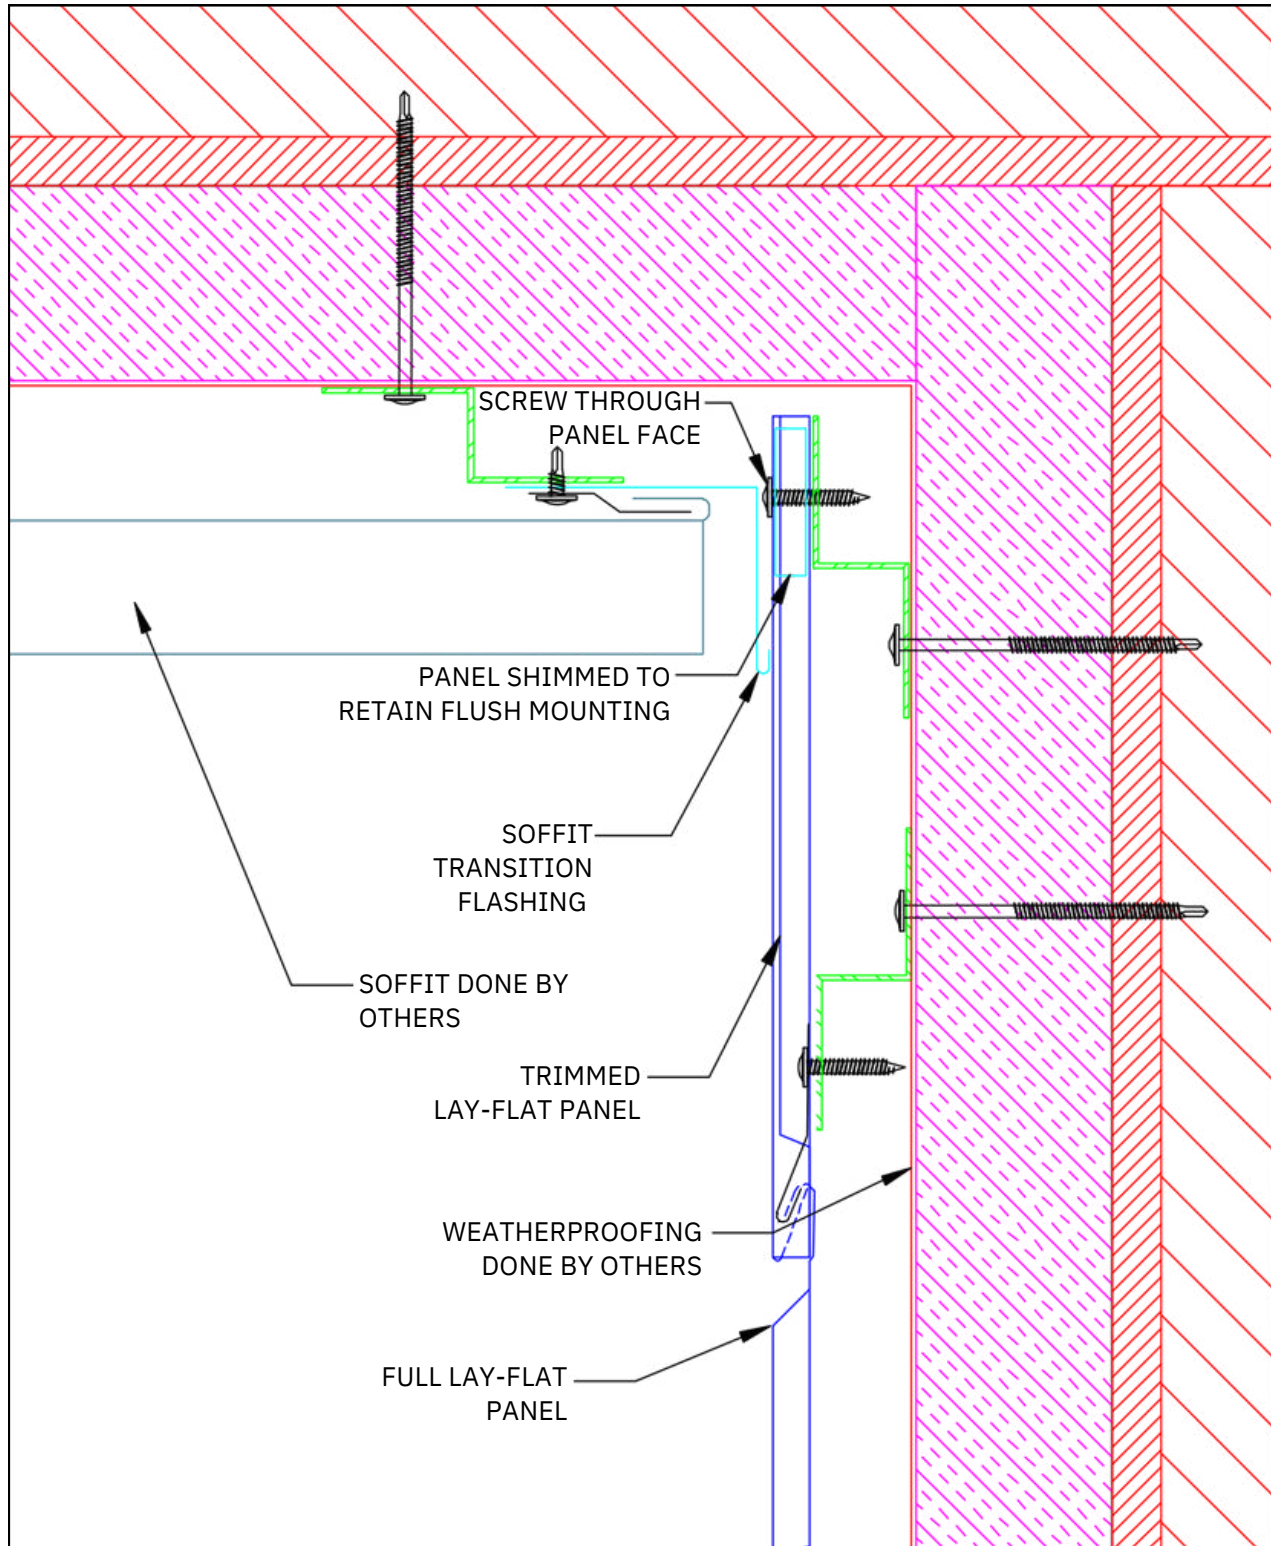 SCREW THROUGH
PANEL FACE
PANEL SHIMMED TO
RETAIN FLUSH MOUNTING
SOFFIT
TRANSITION
FLASHING
SOFFIT DONE BY
OTHERS
TRIMMED
LAY-FLAT PANEL
WEATHERPROOFING
DONE BY OTHERS
FULL LAY-FLAT
PANEL